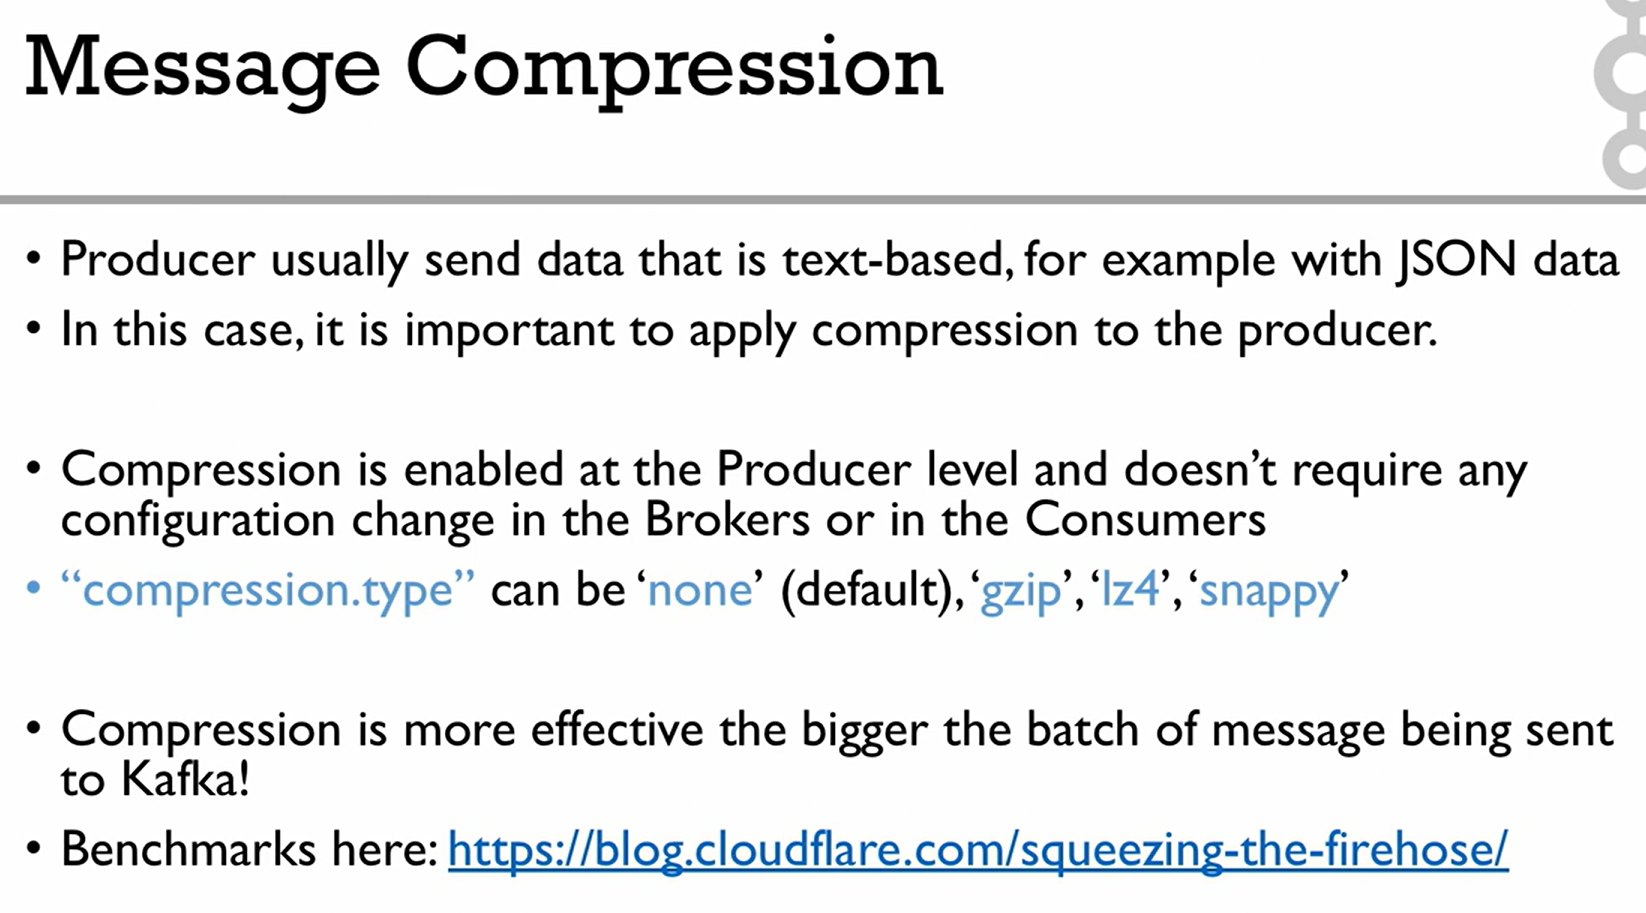 Message Compression
• Producer usually send data that is text-based, for example with JSON data
• In this case, it is important to apply compression to the producer.
• Compression is enabled at the Producer level and doesn’t require any
configuration change in the Brokers or in the Consumers
• “compression.type” can be ‘none’ (default), ‘gzip’, ‘lz4’, ‘snappy’
• Compression is more effective the bigger the batch of message being sent
to Kafka!
• Benchmarks here: https://blog.cloudflare.com/squeezing-the-firehose/